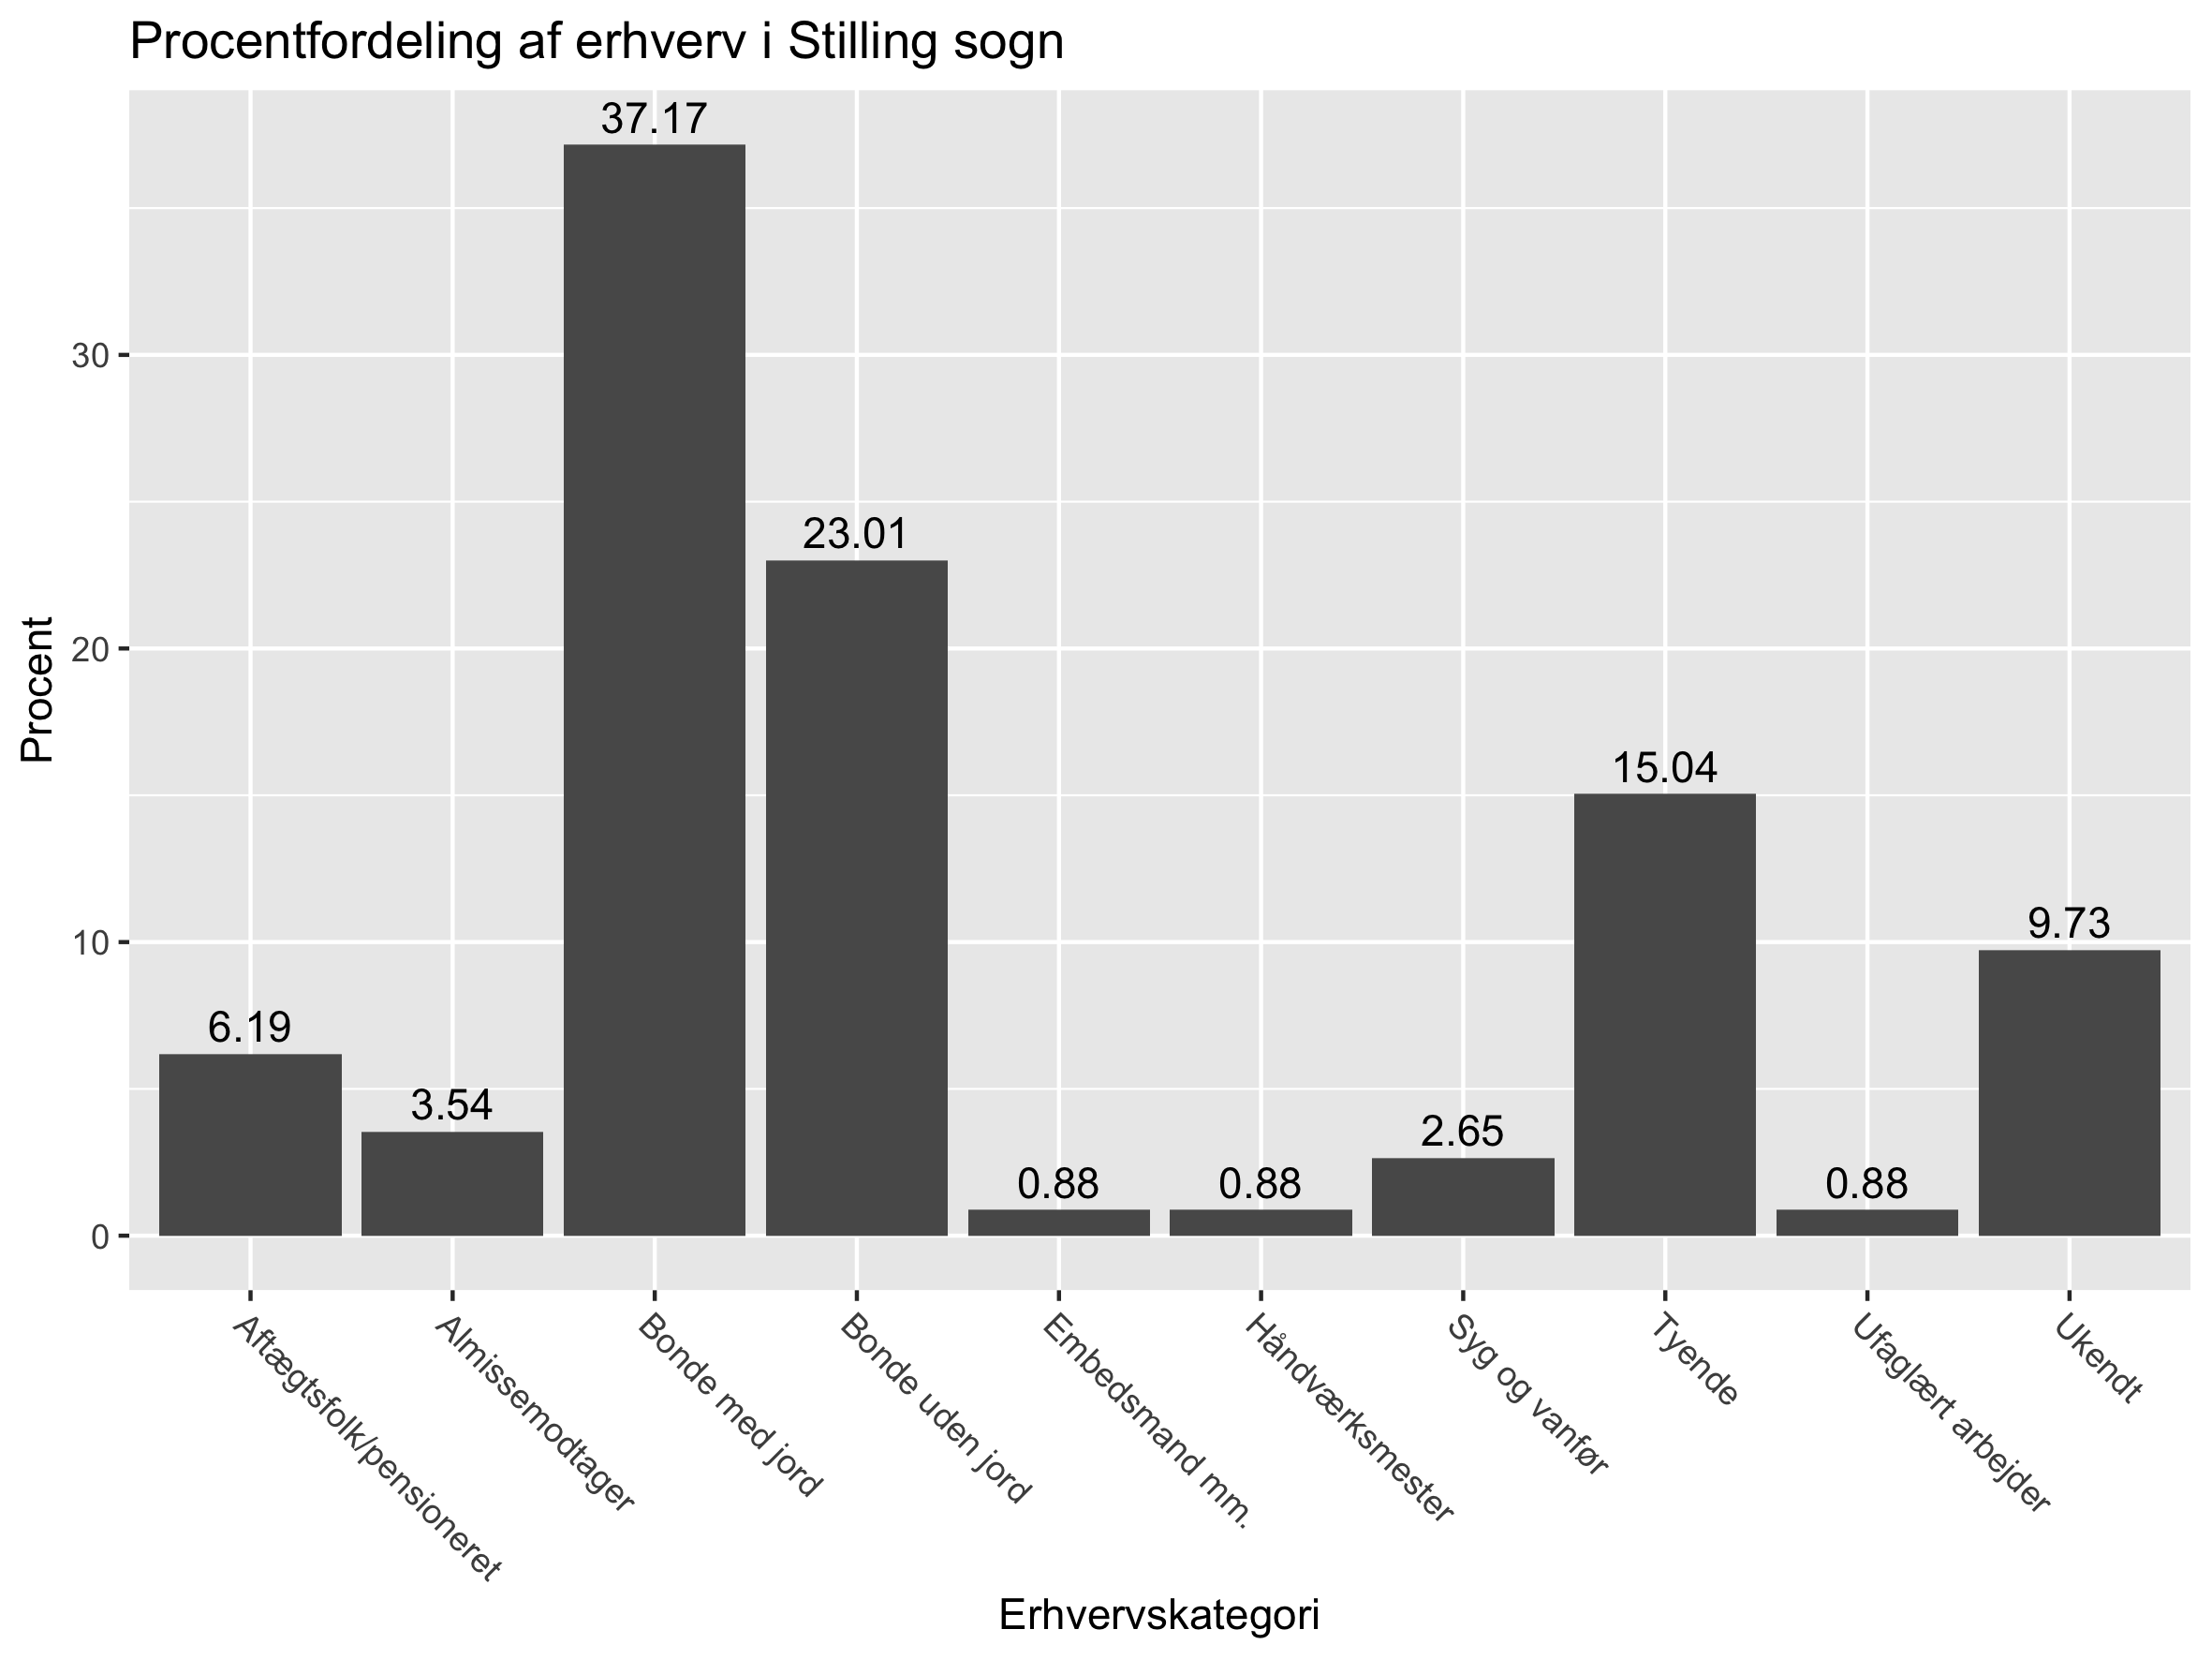 Procentfordeling af erhverv i Stilling sogn
37.17
23.01
15.04
9.73
6.19
3.54
2.65
0.88
0.88
0.88
30
20
10
0
Procent
Aftægtsfolk/pensioneret
Almissemodtager
Bonde med jord
Bonde uden jord
Embedsmand mm.
Håndværksmester
Syg og vanfør
Tyende
Ufaglært arbejder
Ukendt
Erhvervskategori